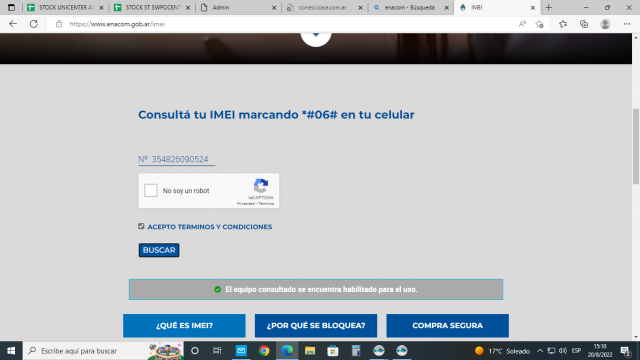 STOCK UNICENTER AG
STOCK ST SWPOCENT
Admin
correo.isase.com.ar
enacom - Búsqueda
IMEI
https://www.enacom.gob.ar/imei
Consultá tu IMEI marcando *#06# en tu celular
Nº 354826090524
No soy un robot
reCAPTCHA
Privacidad - Términos
ACEPTO TERMINOS Y CONDICIONES
BUSCAR
El equipo consultado se encuentra habilitado para el uso.
¿QUÉ ES IMEI?
¿POR QUÉ SE BLOQUEA?
COMPRA SEGURA
Escribe aquí para buscar
17°C Soleado
ESP
15:10
20/8/2022